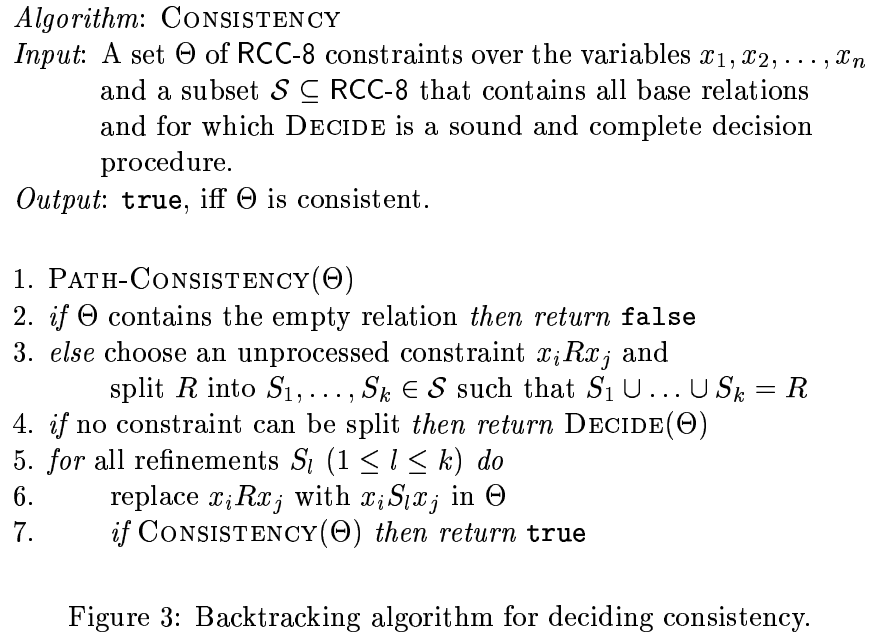 Algorithm: CONSISTENCY
Input: A set Θ of RCC-8 constraints over the variables x₁, x₂, . . . , xₙ
and a subset 𝒮 ⊆ RCC-8 that contains all base relations
and for which DECIDE is a sound and complete decision
procedure.
Output: true, iff Θ is consistent.
1. PATH-CONSISTENCY(Θ)
2. if Θ contains the empty relation then return false
3. else choose an unprocessed constraint xᵢRxⱼ and
split R into S₁, . . . , Sₖ ∈ 𝒮 such that S₁ ∪ . . . ∪ Sₖ = R
4. if no constraint can be split then return DECIDE(Θ)
5. for all refinements Sₗ (1 ≤ l ≤ k) do
6. replace xᵢRxⱼ with xᵢSₗxⱼ in Θ
7. if CONSISTENCY(Θ) then return true
Figure 3: Backtracking algorithm for deciding consistency.